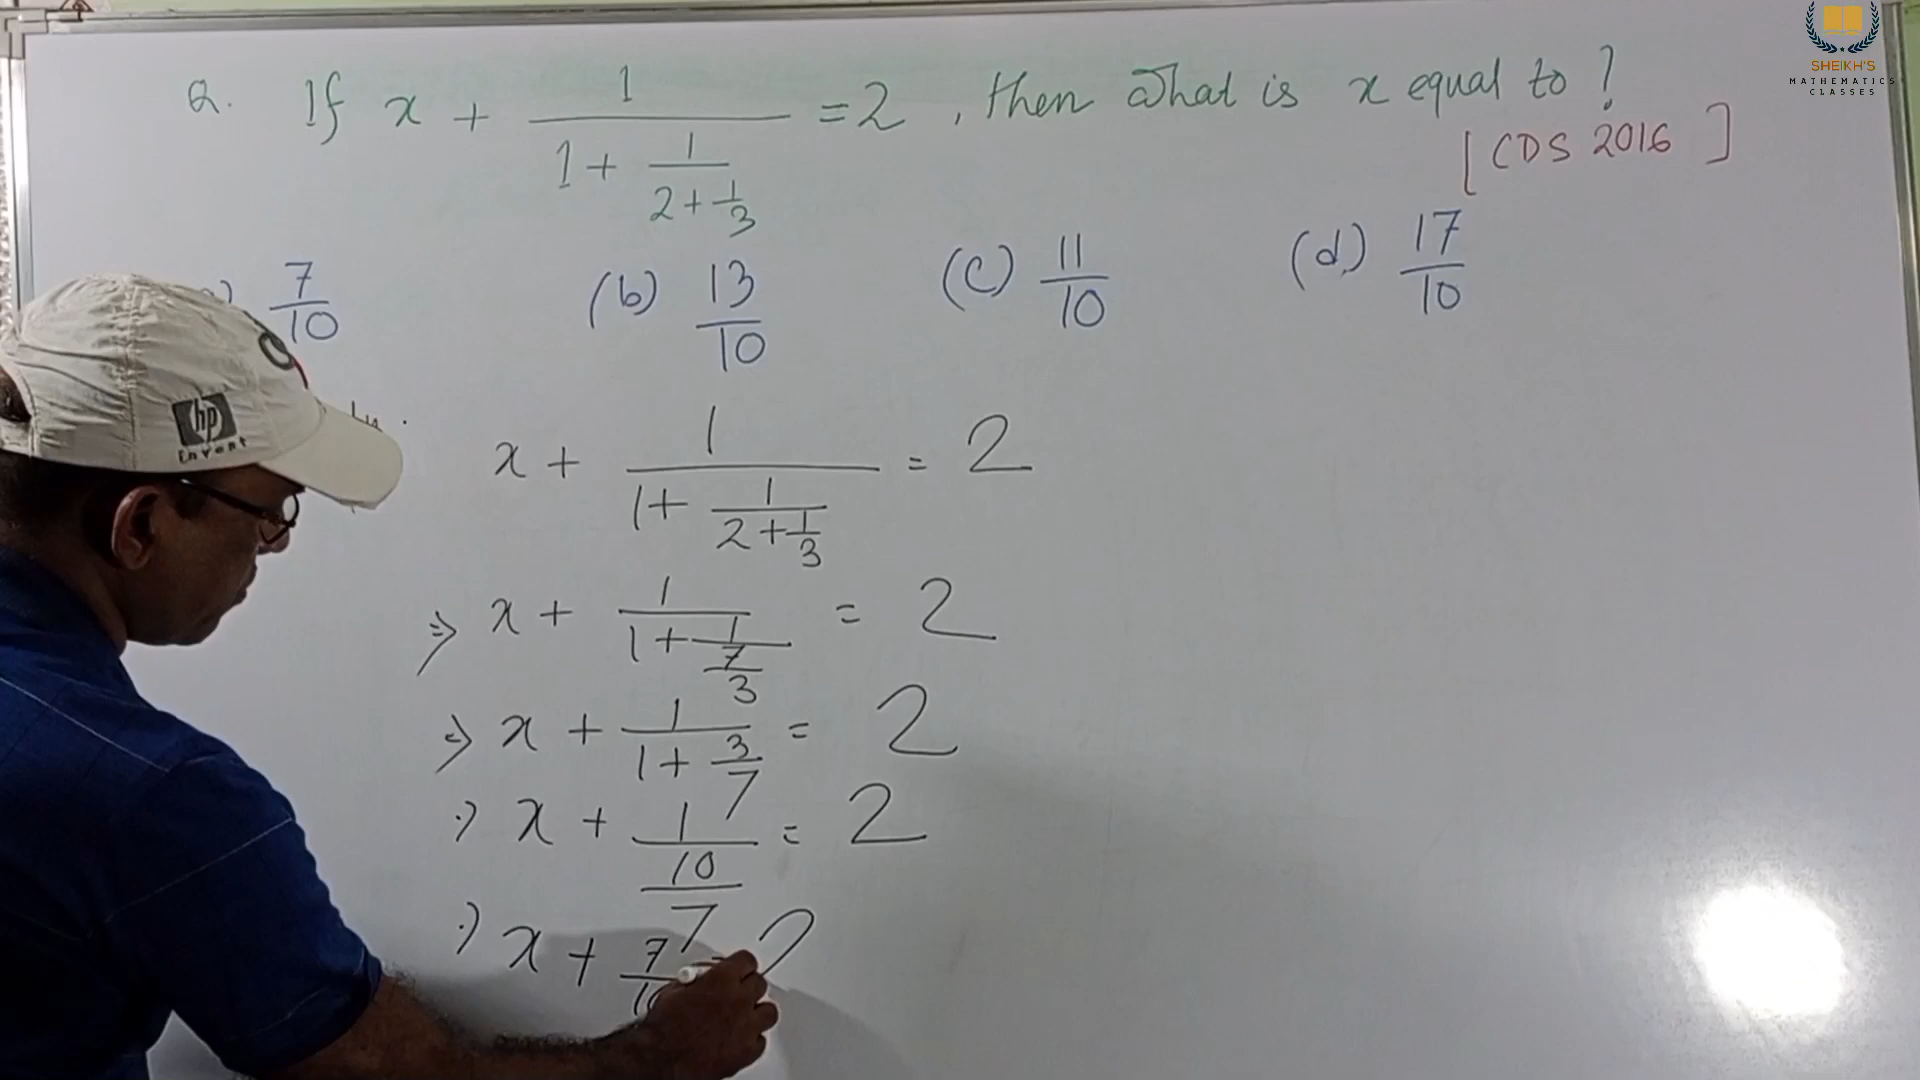 SHEIKH'S
MATHEMATICS
CLASSES
Q. If x + 1/(1 + 1/(2 + 1/3)) = 2, then what is x equal to?
[CDS 2016]
7/10 (b) 13/10 (c) 11/10 (d) 17/10
x + 1/(1 + 1/(2 + 1/3)) = 2
⇒ x + 1/(1 + 1/(7/3)) = 2
⇒ x + 1/(1 + 3/7) = 2
⇒ x + 1/(10/7) = 2
⇒ x + 7/10 = 2
hp
invent